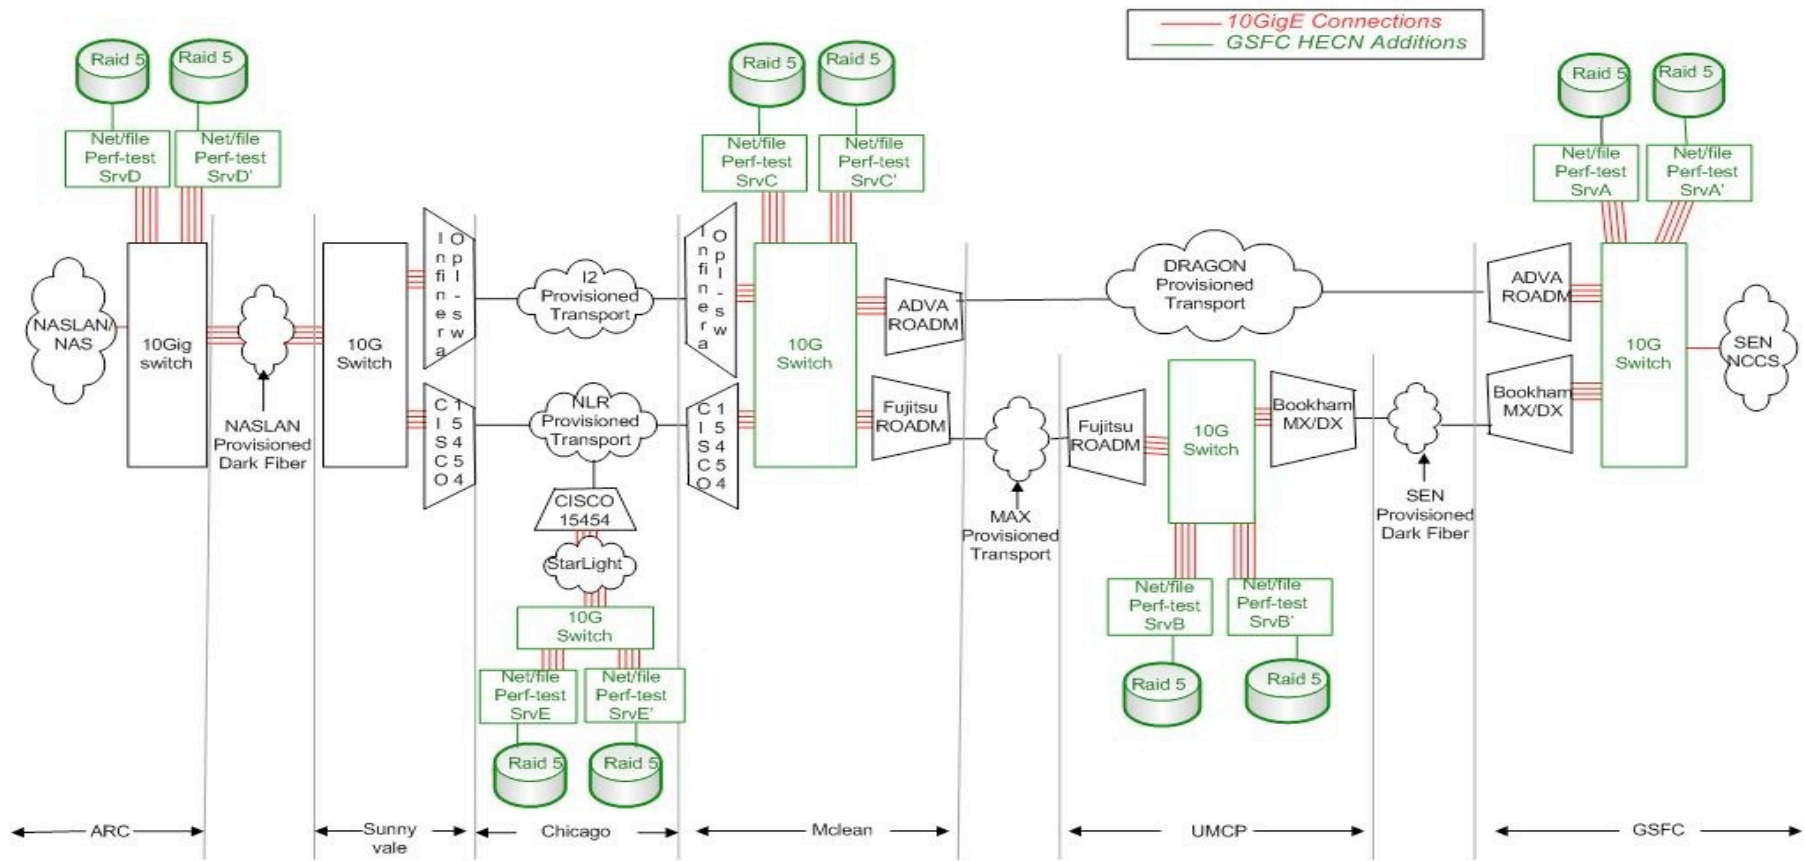 10GigE Connections
GSFC HECN Additions
Raid 5
Raid 5
Net/file
Perf-test
SrvD
Net/file
Perf-test
SrvD'
NASLAN/
NAS
10Gig
switch
NASLAN
Provisioned
Dark Fiber
10G
Switch
Infinera
Opl-sw
CISCO
15454
I2
Provisioned
Transport
NLR
Provisioned
Transport
CISCO
15454
StarLight
10G
Switch
Net/file
Perf-test
SrvE
Net/file
Perf-test
SrvE'
Raid 5
Raid 5
Raid 5
Raid 5
Net/file
Perf-test
SrvC
Net/file
Perf-test
SrvC'
Infinera
Opl-sw
CISCO
15454
10G
Switch
ADVA
ROADM
Fujitsu
ROADM
DRAGON
Provisioned
Transport
MAX
Provisioned
Transport
Fujitsu
ROADM
10G
Switch
Bookham
MX/DX
Net/file
Perf-test
SrvB
Net/file
Perf-test
SrvB'
Raid 5
Raid 5
SEN
Provisioned
Dark Fiber
Raid 5
Raid 5
Net/file
Perf-test
SrvA
Net/file
Perf-test
SrvA'
ADVA
ROADM
Bookham
MX/DX
10G
Switch
SEN
NCCS
ARC
Sunny
vale
Chicago
Mclean
UMCP
GSFC